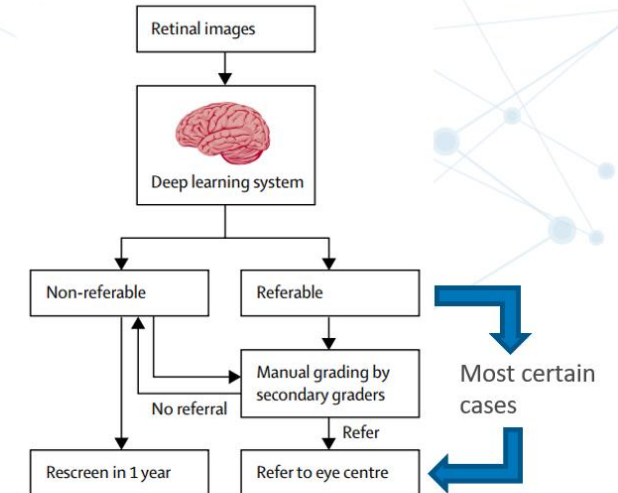 Retinal images
Deep learning system
Non-referable
Referable
Manual grading by
secondary graders
Most certain
cases
No referral
Refer
Rescreen in 1 year
Refer to eye centre